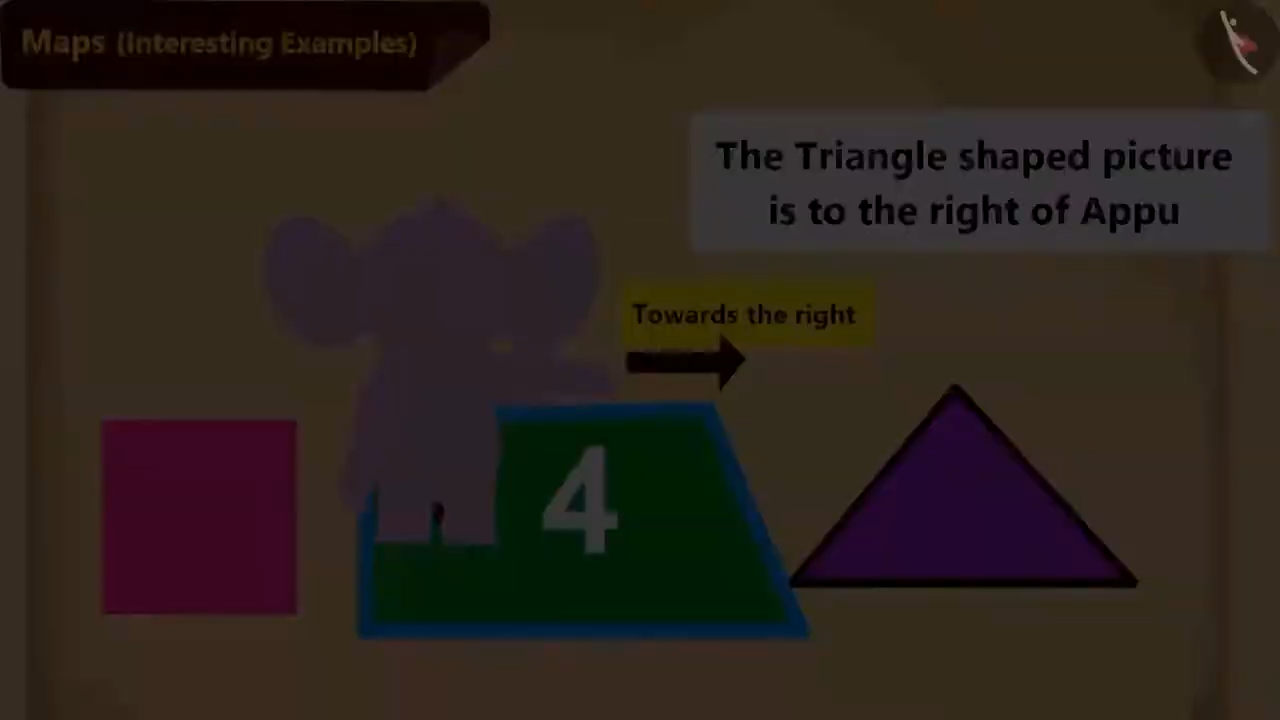 Maps (Interesting Examples)
The Triangle shaped picture
is to the right of Appu
Towards the right
4